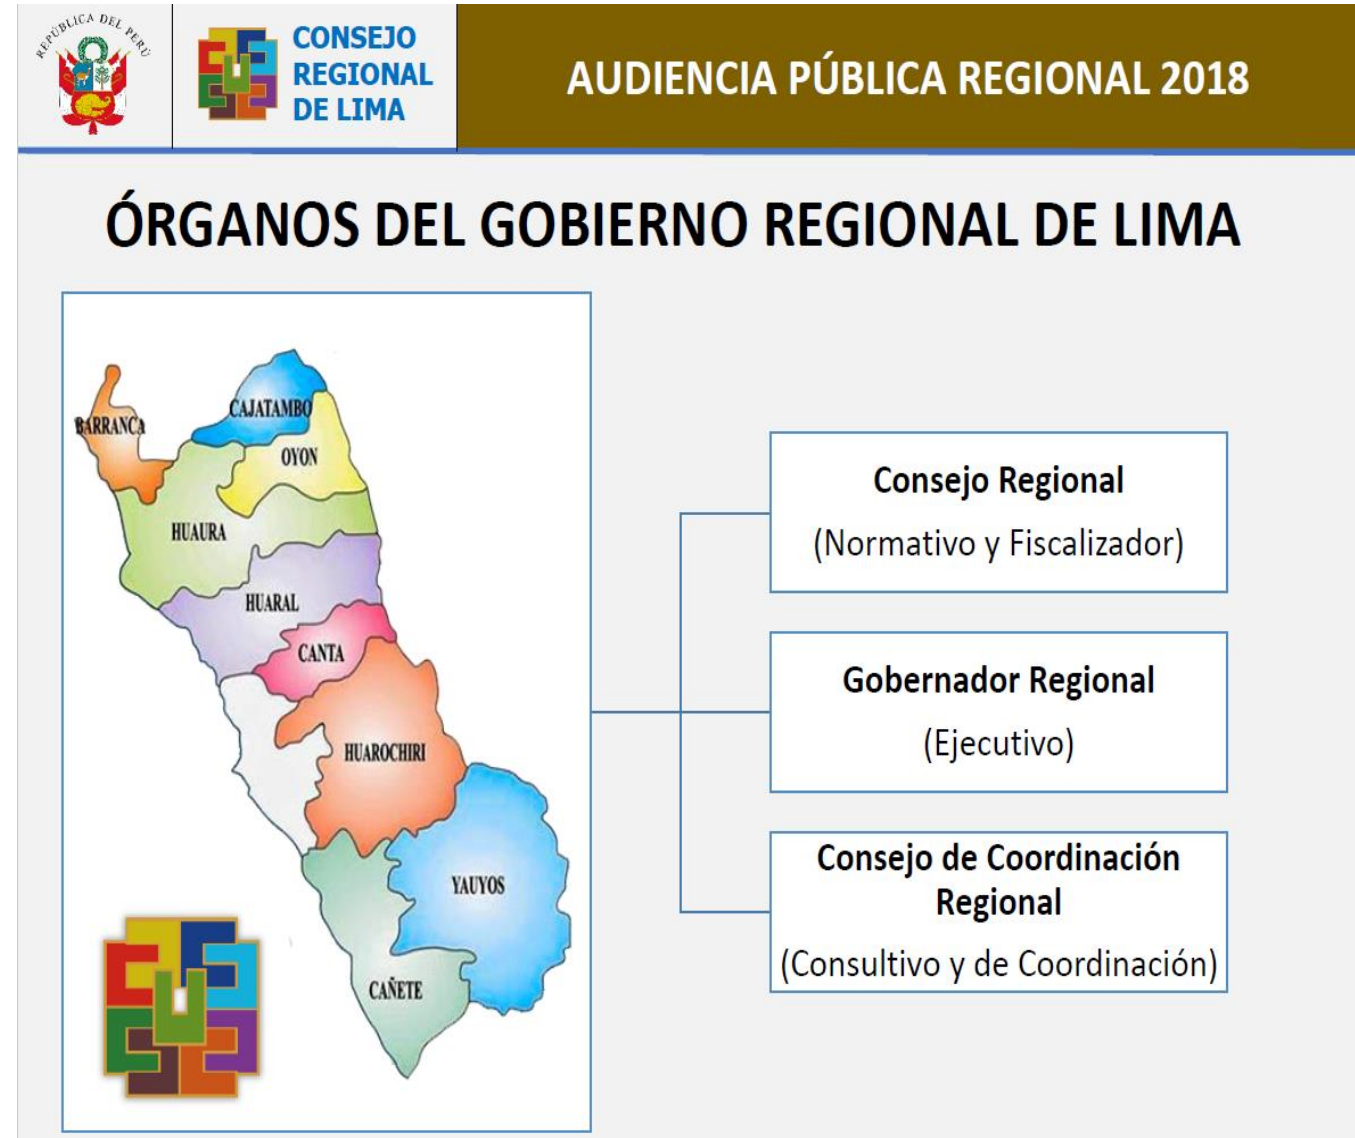 REPÚBLICA DEL PERÚ
CONSEJO
REGIONAL
DE LIMA
AUDIENCIA PÚBLICA REGIONAL 2018
ÓRGANOS DEL GOBIERNO REGIONAL DE LIMA
CAJATAMBO
BARRANCA
OYON
HUAURA
HUARAL
CANTA
HUAROCHIRI
YAUYOS
CAÑETE
Consejo Regional
(Normativo y Fiscalizador)
Gobernador Regional
(Ejecutivo)
Consejo de Coordinación
Regional
(Consultivo y de Coordinación)